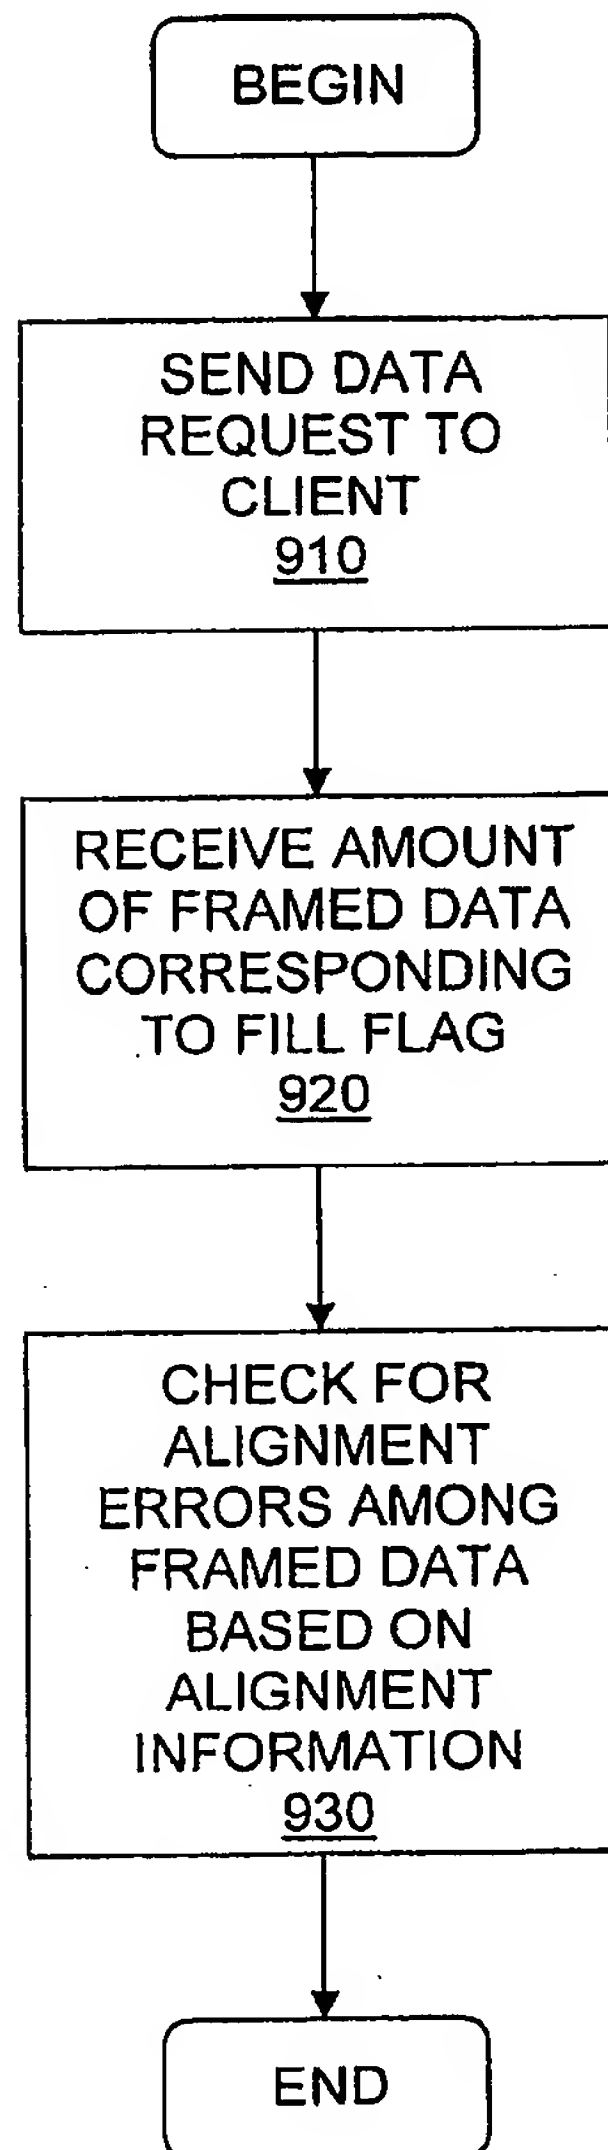 BEGIN
SEND DATA
REQUEST TO
CLIENT
910
RECEIVE AMOUNT
OF FRAMED DATA
CORRESPONDING
TO FILL FLAG
920
CHECK FOR
ALIGNMENT
ERRORS AMONG
FRAMED DATA
BASED ON
ALIGNMENT
INFORMATION
930
END